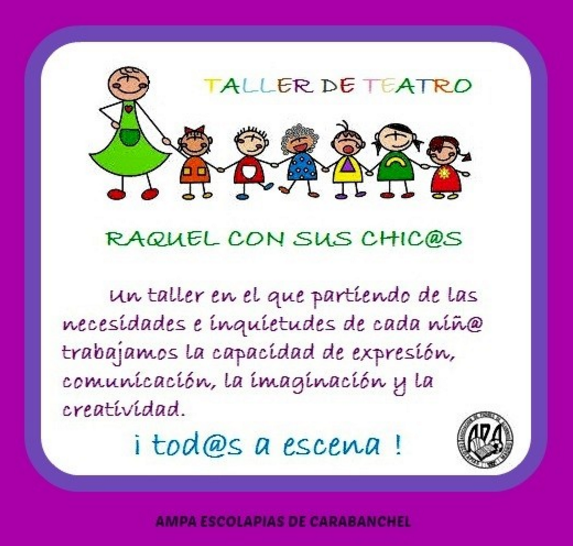 TALLER DE TEATRO
RAQUEL CON SUS CHIC@S
un taller en el que partiendo de las
necesidades e inquietudes de cada niñ@
trabajamos la capacidad de expresión,
comunicación, la imaginación y la
creatividad.
¡ tod@s a escena !
APA
AMPA ESCOLAPIAS DE CARABANCHEL